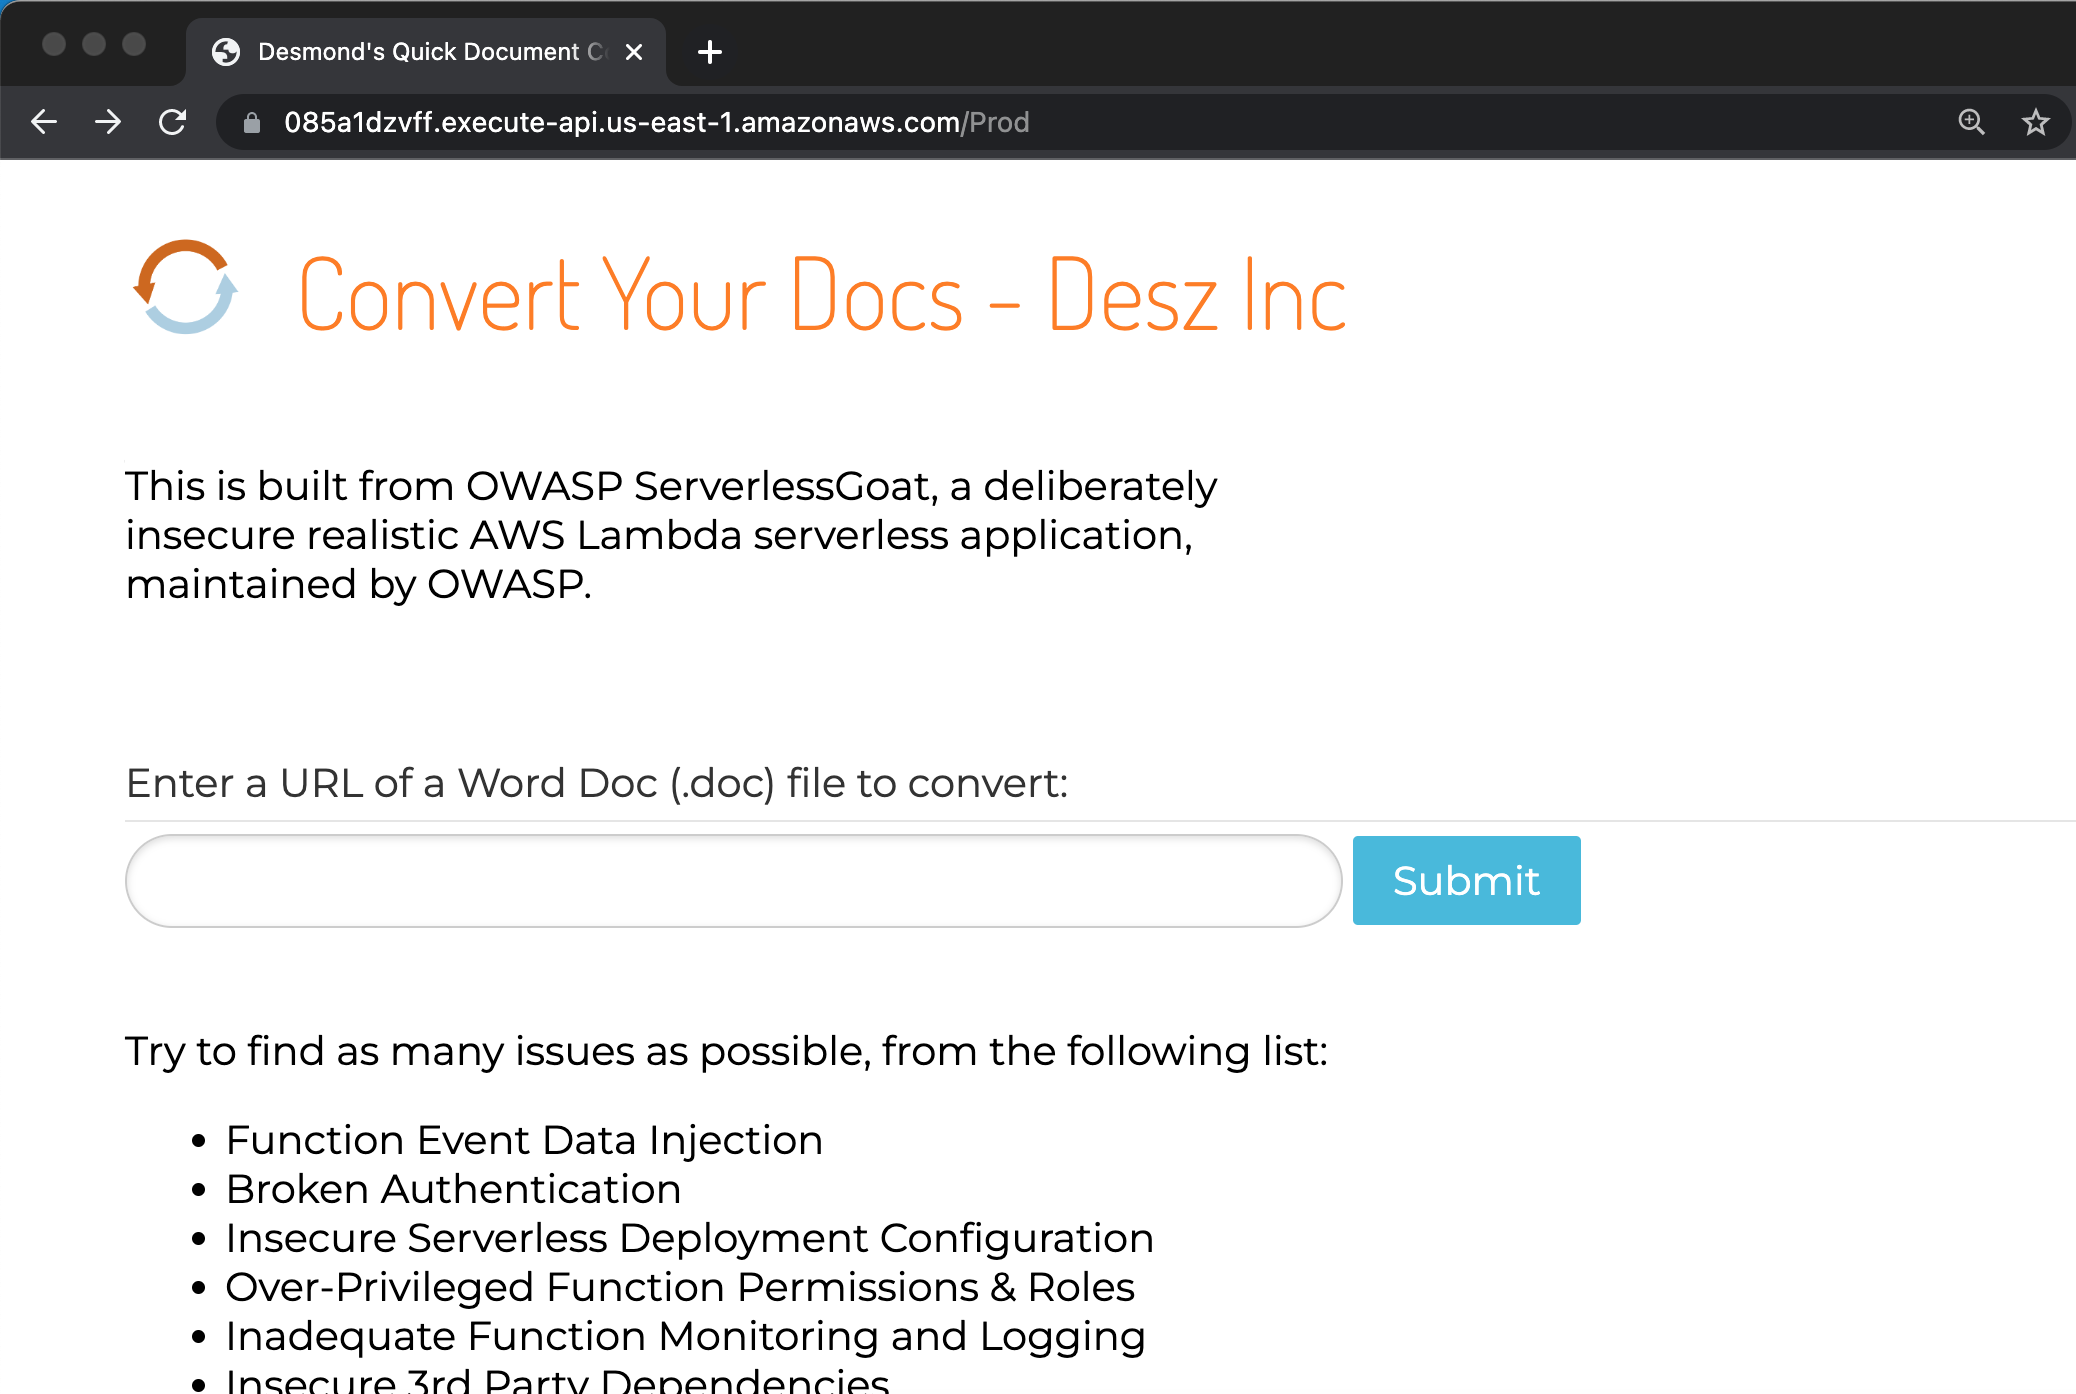 Desmond's Quick Document
085a1dzvff.execute-api.us-east-1.amazonaws.com/Prod
Convert Your Docs - Desz Inc
This is built from OWASP ServerlessGoat, a deliberately
insecure realistic AWS Lambda serverless application,
maintained by OWASP.
Enter a URL of a Word Doc (.doc) file to convert:
Submit
Try to find as many issues as possible, from the following list:
• Function Event Data Injection
• Broken Authentication
• Insecure Serverless Deployment Configuration
• Over-Privileged Function Permissions & Roles
• Inadequate Function Monitoring and Logging
• Insecure 3rd Party Dependencies